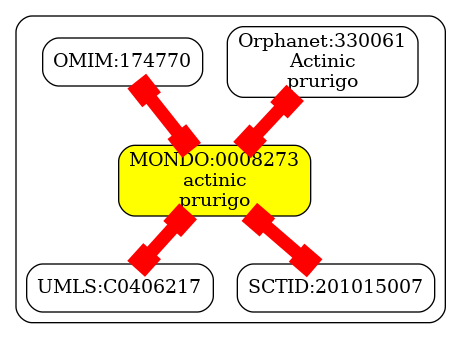 OMIM:174770
Orphanet:330061
Actinic
prurigo
MONDO:0008273
actinic
prurigo
UMLS:C0406217
SCTID:201015007